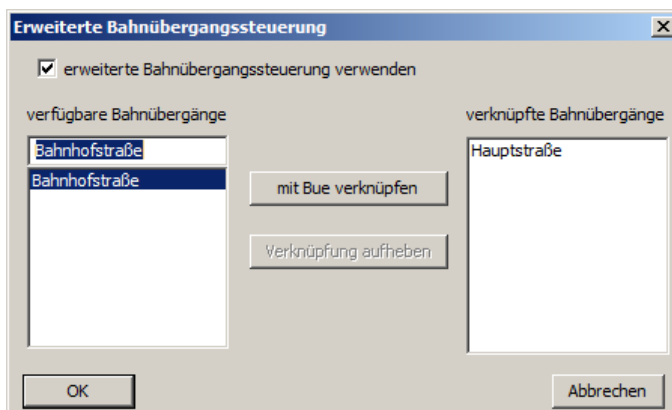 Erweiterte Bahnübergangssteuerung
erweiterte Bahnübergangssteuerung verwenden
verfügbare Bahnübergänge
verknüpfte Bahnübergänge
Bahnhofstraße
Bahnhofstraße
Hauptstraße
mit Bue verknüpfen
Verknüpfung aufheben
OK
Abbrechen